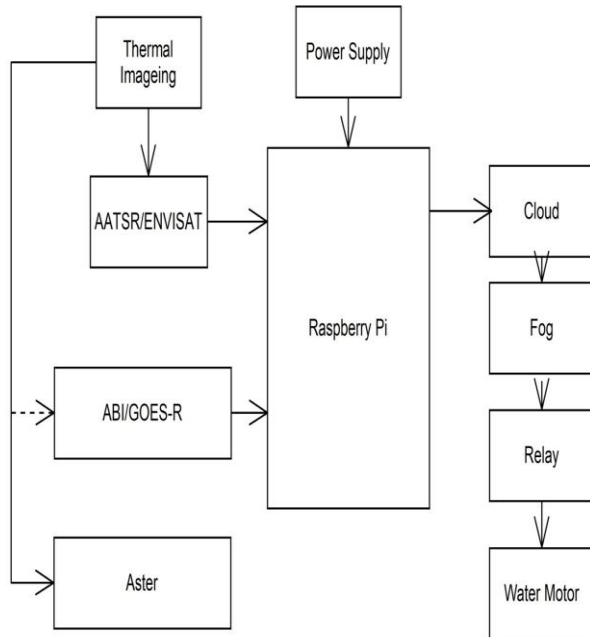 Thermal
Imageing
Power Supply
AATSR/ENVISAT
Cloud
Raspberry Pi
Fog
ABI/GOES-R
Relay
Aster
Water Motor